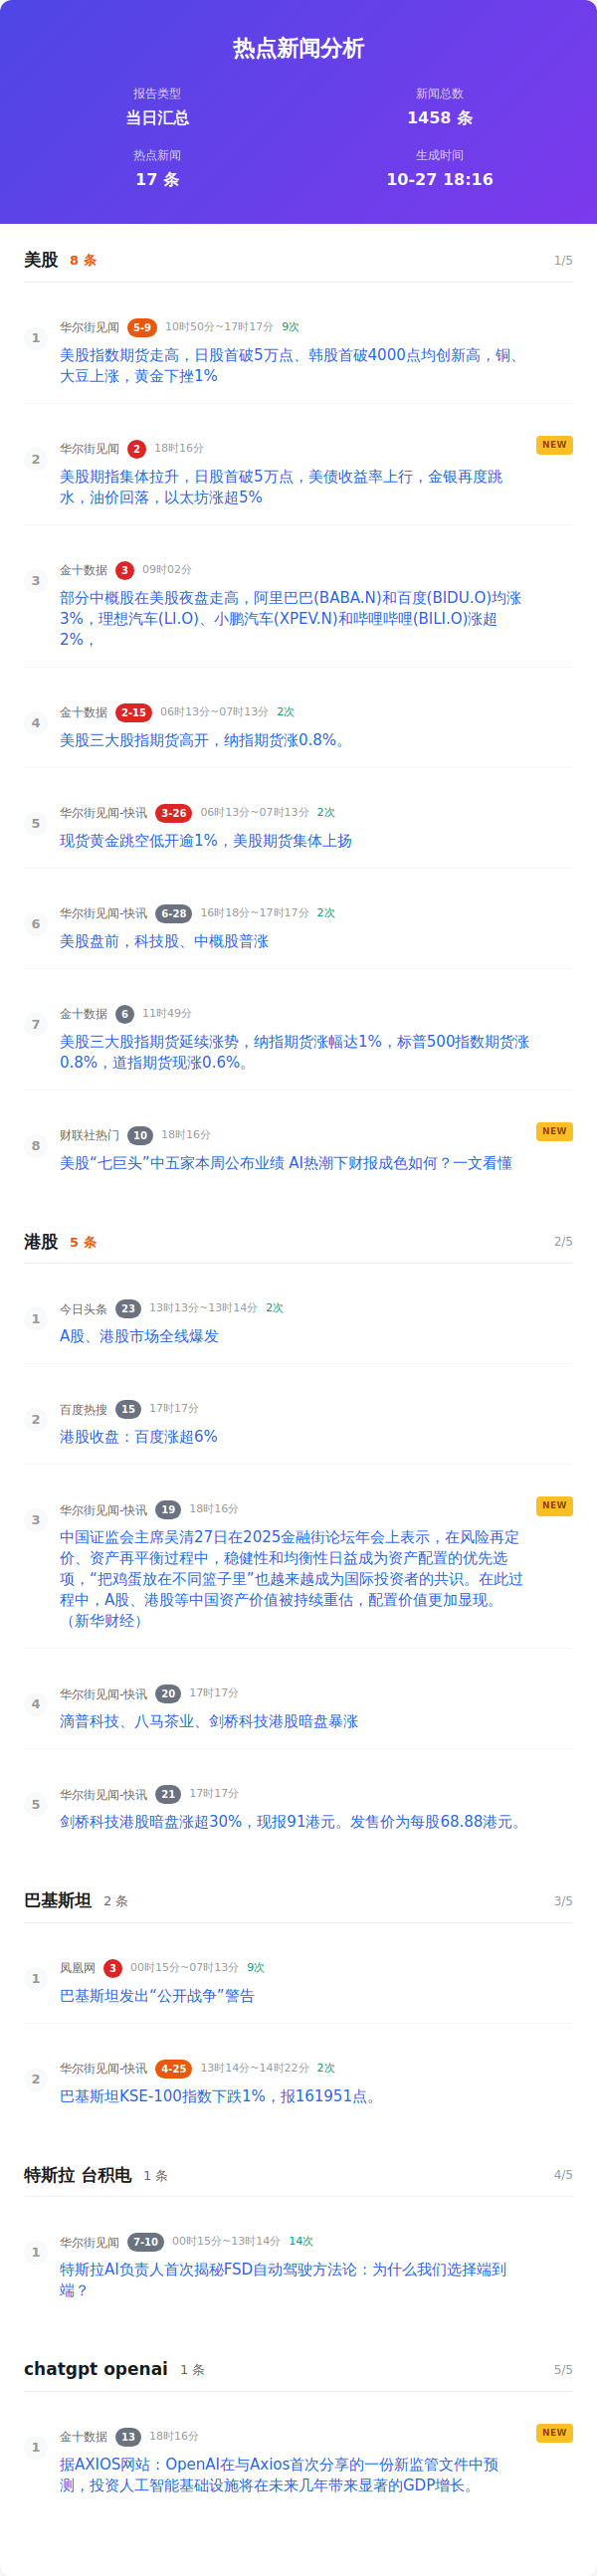 热点新闻分析
报告类型
新闻总数
当日汇总
1458 条
热点新闻
生成时间
17 条
10-27 18:16
美股 8 条 1/5
1 华尔街见闻 5-9 10时50分~17时17分 9次
美股指数期货走高，日股首破5万点、韩股首破4000点均创新高，铜、
大豆上涨，黄金下挫1%
2 华尔街见闻 2 18时16分 NEW
美股期指集体拉升，日股首破5万点，美债收益率上行，金银再度跳
水，油价回落，以太坊涨超5%
3 金十数据 3 09时02分
部分中概股在美股夜盘走高，阿里巴巴(BABA.N)和百度(BIDU.O)均涨
3%，理想汽车(LI.O)、小鹏汽车(XPEV.N)和哔哩哔哩(BILI.O)涨超
2%，
4 金十数据 2-15 06时13分~07时13分 2次
美股三大股指期货高开，纳指期货涨0.8%。
5 华尔街见闻-快讯 3-26 06时13分~07时13分 2次
现货黄金跳空低开逾1%，美股期货集体上扬
6 华尔街见闻-快讯 6-28 16时18分~17时17分 2次
美股盘前，科技股、中概股普涨
7 金十数据 6 11时49分
美股三大股指期货延续涨势，纳指期货涨幅达1%，标普500指数期货涨
0.8%，道指期货现涨0.6%。
8 财联社热门 10 18时16分 NEW
美股“七巨头”中五家本周公布业绩 AI热潮下财报成色如何？一文看懂
港股 5 条 2/5
1 今日头条 23 13时13分~13时14分 2次
A股、港股市场全线爆发
2 百度热搜 15 17时17分
港股收盘：百度涨超6%
3 华尔街见闻-快讯 19 18时16分 NEW
中国证监会主席吴清27日在2025金融街论坛年会上表示，在风险再定
价、资产再平衡过程中，稳健性和均衡性日益成为资产配置的优先选
项，“把鸡蛋放在不同篮子里”也越来越成为国际投资者的共识。在此过
程中，A股、港股等中国资产价值被持续重估，配置价值更加显现。
（新华财经）
4 华尔街见闻-快讯 20 17时17分
滴普科技、八马茶业、剑桥科技港股暗盘暴涨
5 华尔街见闻-快讯 21 17时17分
剑桥科技港股暗盘涨超30%，现报91港元。发售价为每股68.88港元。
巴基斯坦 2 条 3/5
1 凤凰网 3 00时15分~07时13分 9次
巴基斯坦发出“公开战争”警告
2 华尔街见闻-快讯 4-25 13时14分~14时22分 2次
巴基斯坦KSE-100指数下跌1%，报161951点。
特斯拉 台积电 1 条 4/5
1 华尔街见闻 7-10 00时15分~13时14分 14次
特斯拉AI负责人首次揭秘FSD自动驾驶方法论：为什么我们选择端到
端？
chatgpt openai 1 条 5/5
1 金十数据 13 18时16分 NEW
据AXIOS网站：OpenAI在与Axios首次分享的一份新监管文件中预
测，投资人工智能基础设施将在未来几年带来显著的GDP增长。